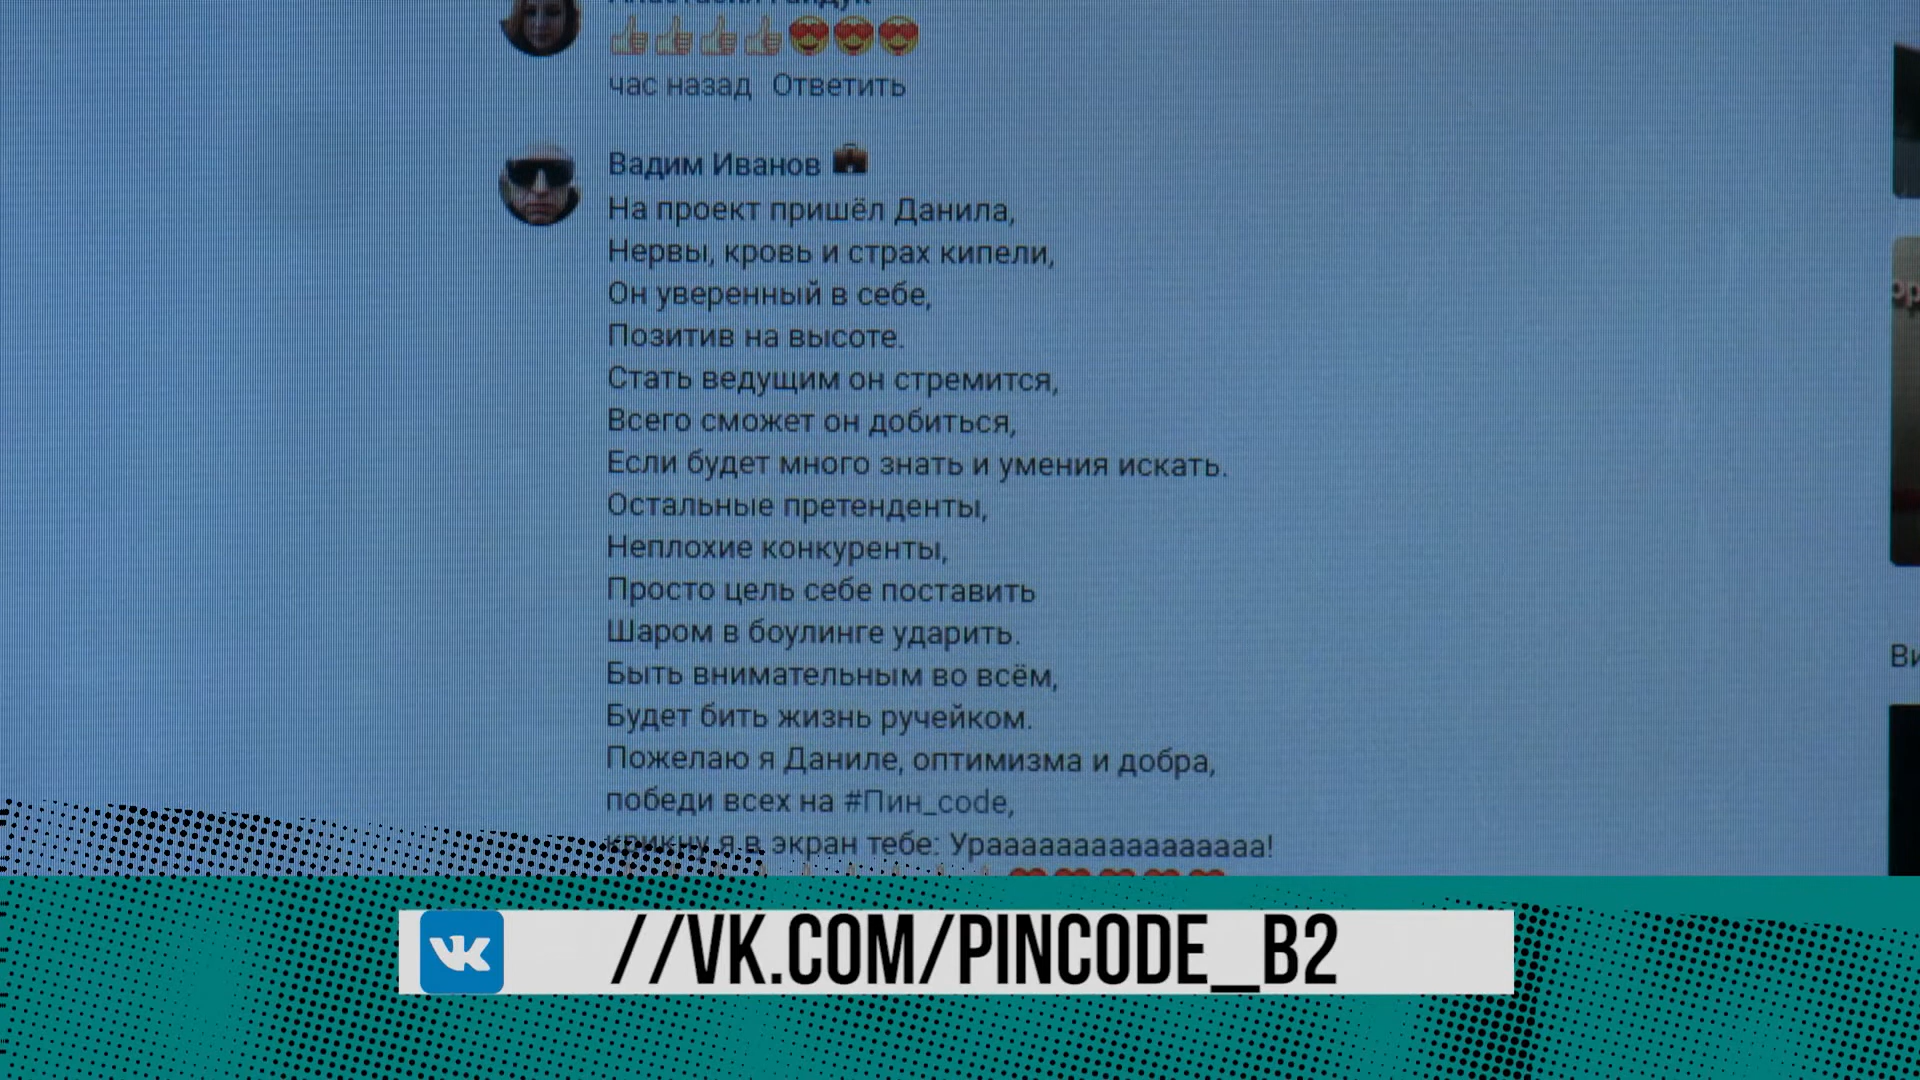 час назад Ответить
Вадим Иванов
На проект пришёл Данила,
Нервы, кровь и страх кипели,
Он уверенный в себе,
Позитив на высоте.
Стать ведущим он стремится,
Всего сможет он добиться,
Если будет много знать и умения искать.
Остальные претенденты,
Неплохие конкуренты,
Просто цель себе поставить
Шаром в боулинге ударить.
Быть внимательным во всём,
Будет бить жизнь ручейком.
Пожелаю я Даниле, оптимизма и добра,
победи всех на #Пин_code,
крикну я в экран тебе: Урааааааааааааааааа!
//VK.COM/PINCODE_B2